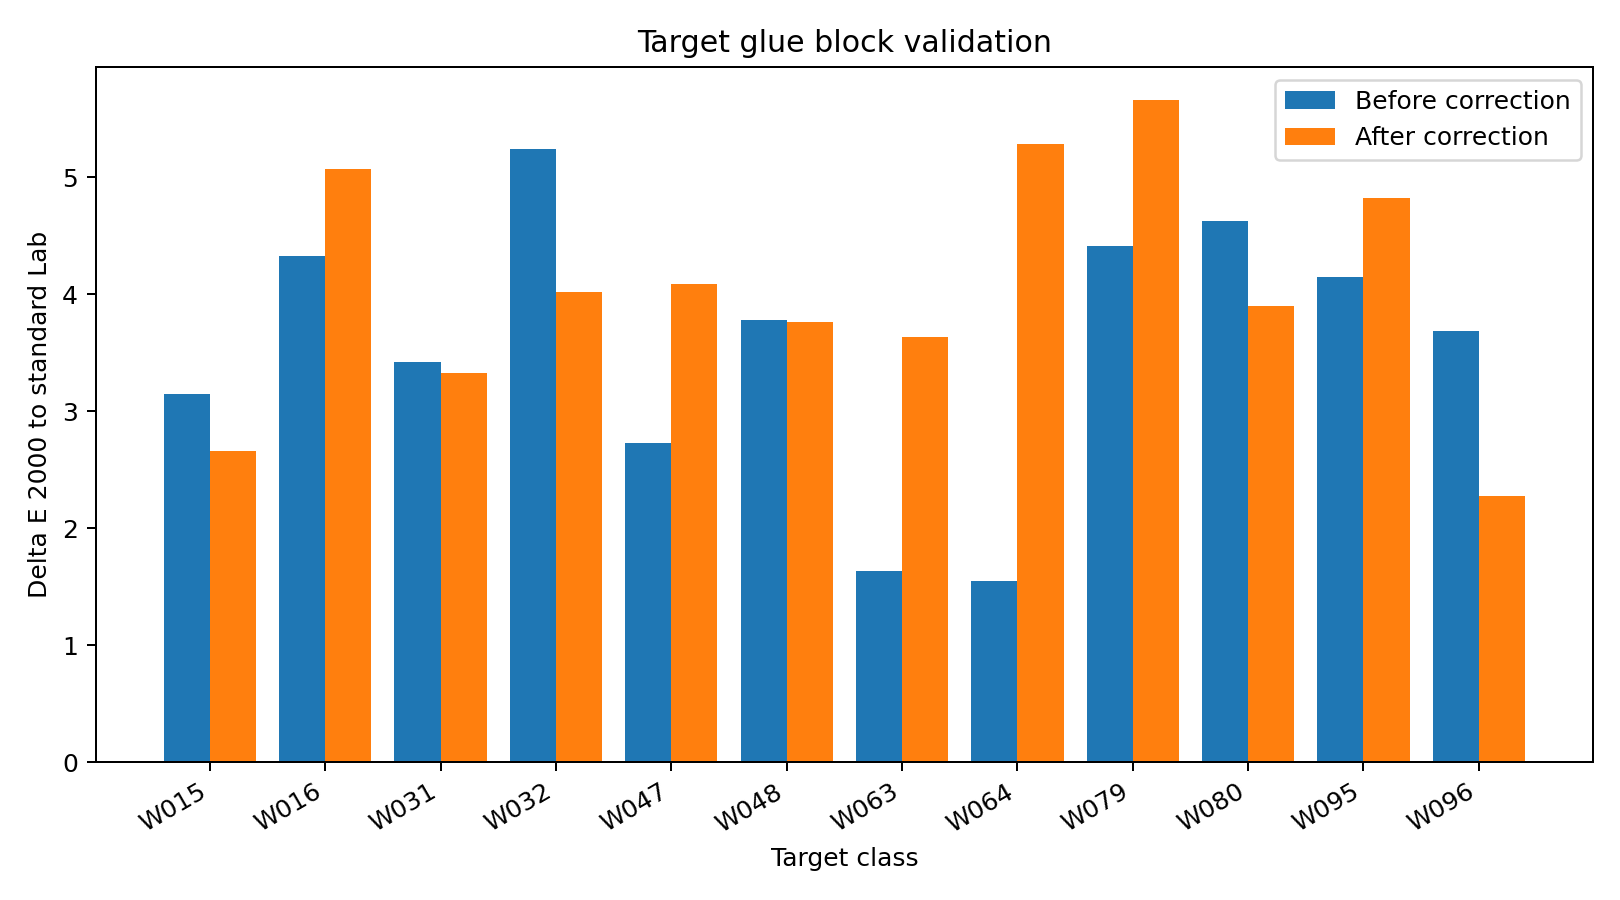 Target glue block validation
Before correction
After correction
Delta E 2000 to standard Lab
5
4
3
2
1
0
W015
W016
W031
W032
W047
W048
W063
W064
W079
W080
W095
W096
Target class